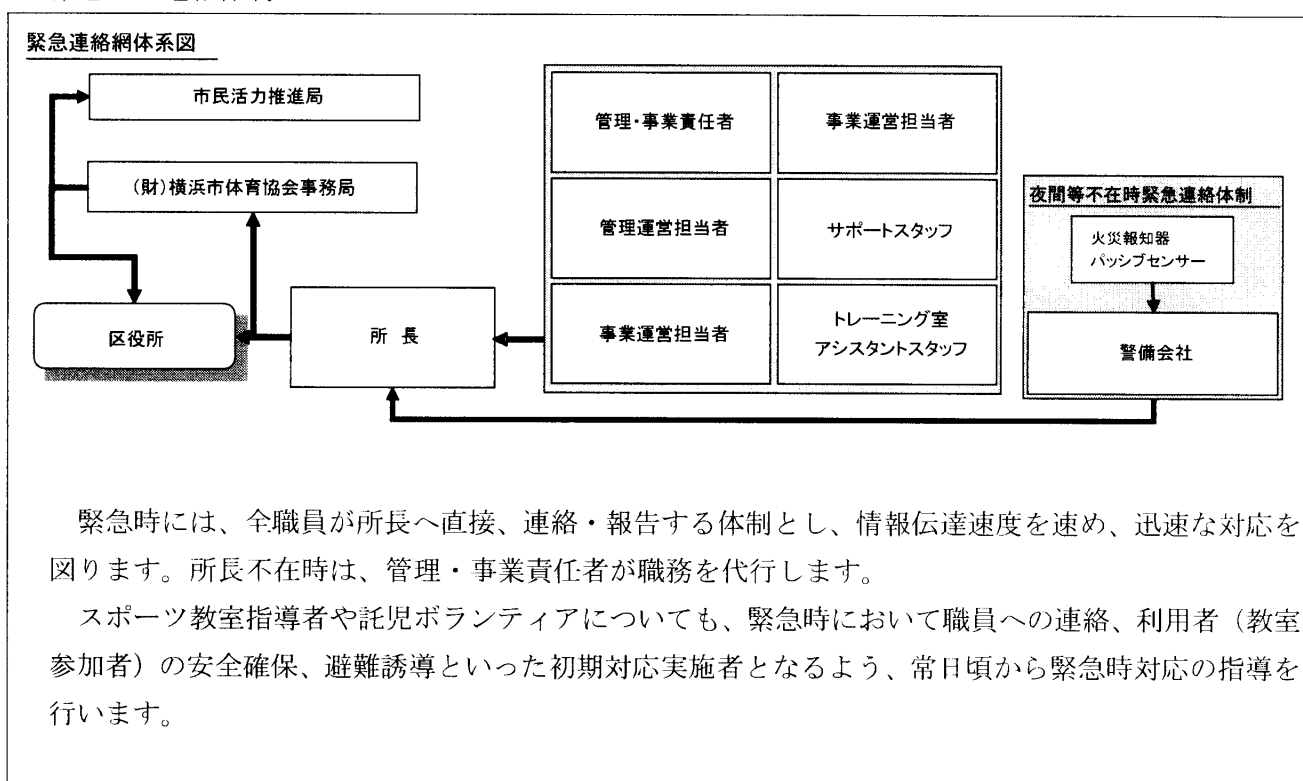 緊急連絡網体系図
市民活力推進局
(財)横浜市体育協会事務局
区役所
所 長
管理・事業責任者
事業運営担当者
管理運営担当者
サポートスタッフ
事業運営担当者
トレーニング室
アシスタントスタッフ
夜間等不在時緊急連絡体制
火災報知器
パッシブセンサー
警備会社
緊急時には、全職員が所長へ直接、連絡・報告する体制とし、情報伝達速度を速め、迅速な対応を
図ります。所長不在時は、管理・事業責任者が職務を代行します。
スポーツ教室指導者や託児ボランティアについても、緊急時において職員への連絡、利用者（教室
参加者）の安全確保、避難誘導といった初期対応実施者となるよう、常日頃から緊急時対応の指導を
行います。